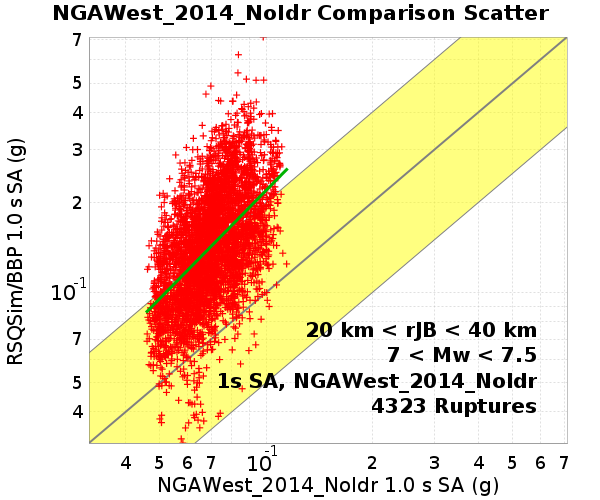 NGAWest_2014_NoIdr Comparison Scatter
7
5
4
3
2
10-1
7
5
4
RSQSim/BBP 1.0 s SA (g)
20 km < rJB < 40 km
7 < Mw < 7.5
1s SA, NGAWest_2014_NoIdr
4323 Ruptures
4 5 6 7 10-1 2 3 4 5 6 7
NGAWest_2014_NoIdr 1.0 s SA (g)